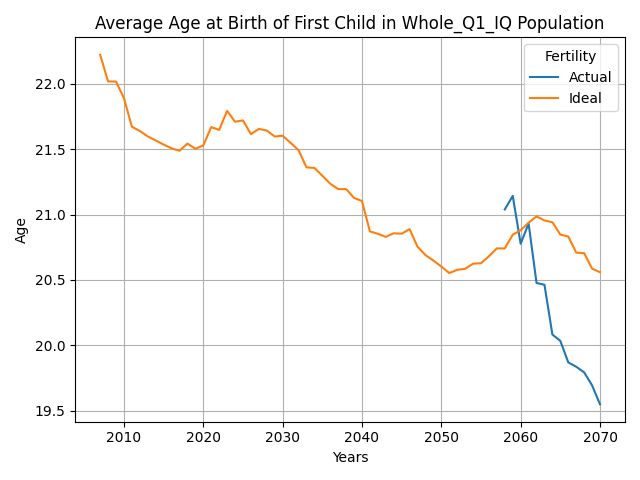 Average Age at Birth of First Child in Whole_Q1_IQ Population
Fertility
Actual
Ideal
22.0
21.5
21.0
20.5
20.0
19.5
Age
2010 2020 2030 2040 2050 2060 2070
Years